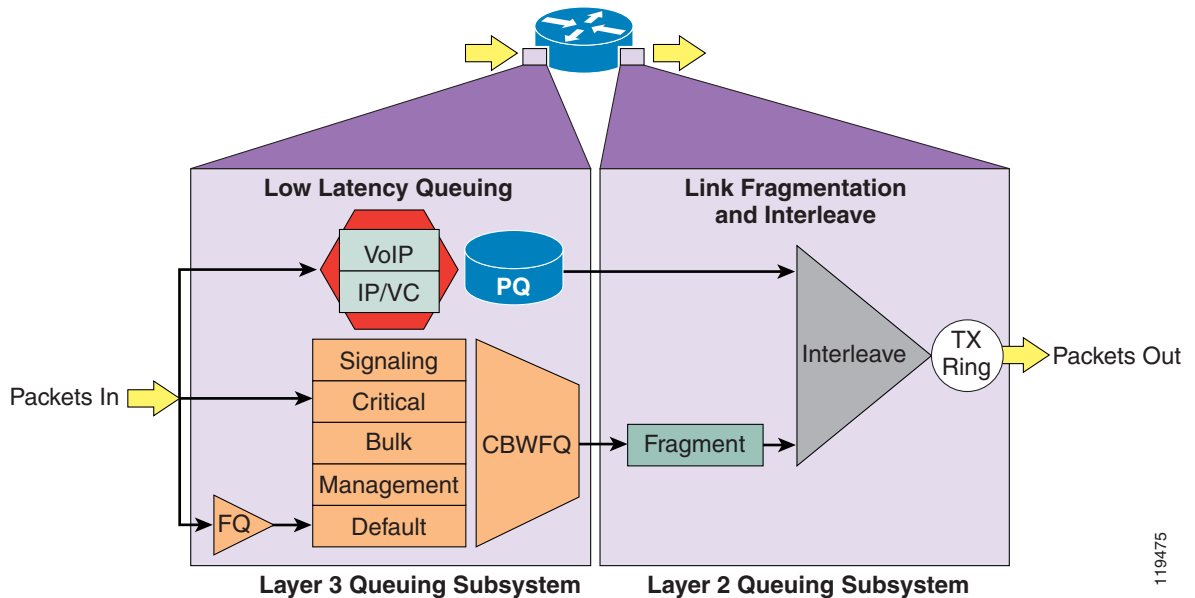 Low Latency Queuing
Link Fragmentation
and Interleave
VoIP
IP/VC
PQ
Signaling
Critical
Bulk
Management
Default
CBWFQ
FQ
Packets In
Fragment
Interleave
TX
Ring
Packets Out
Layer 3 Queuing Subsystem
Layer 2 Queuing Subsystem
119475